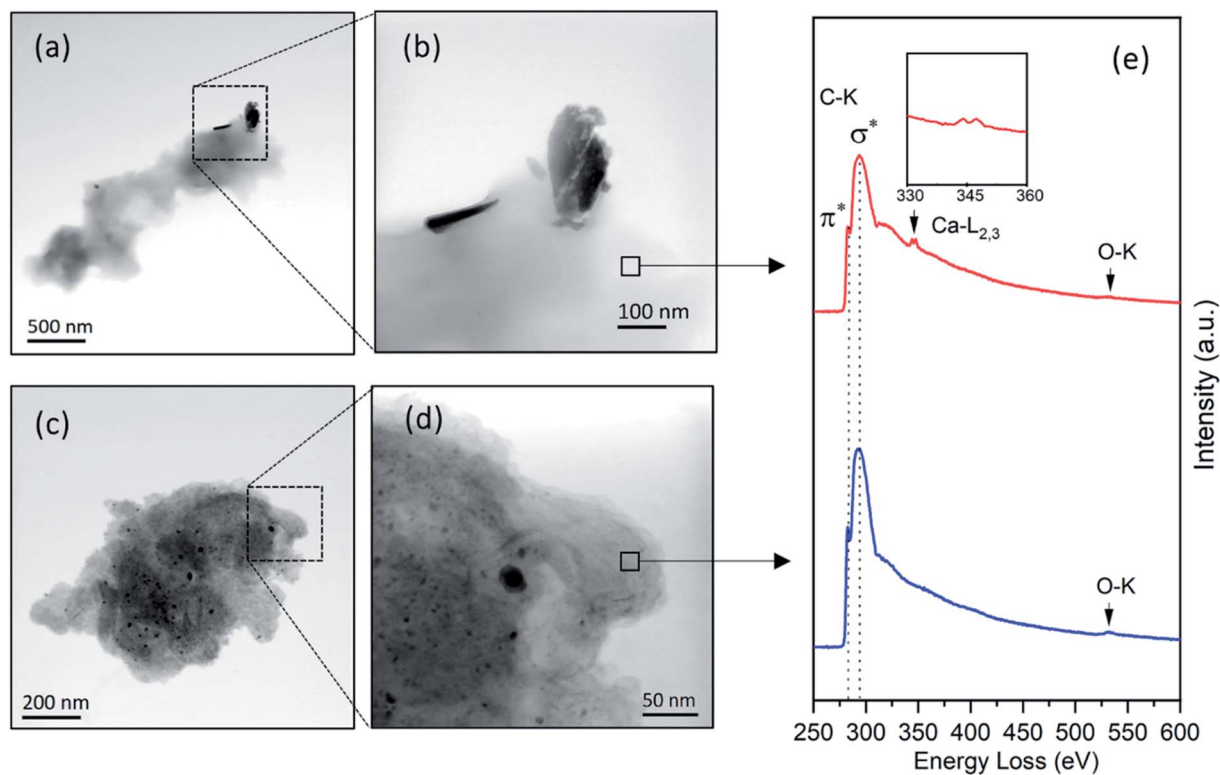 (a)
500 nm
(b)
100 nm
(c)
200 nm
(d)
50 nm
(e)
C-K
σ*
π*
330 345 360
Ca-L2,3
O-K
O-K
Intensity (a.u.)
250 300 350 400 450 500 550 600
Energy Loss (eV)